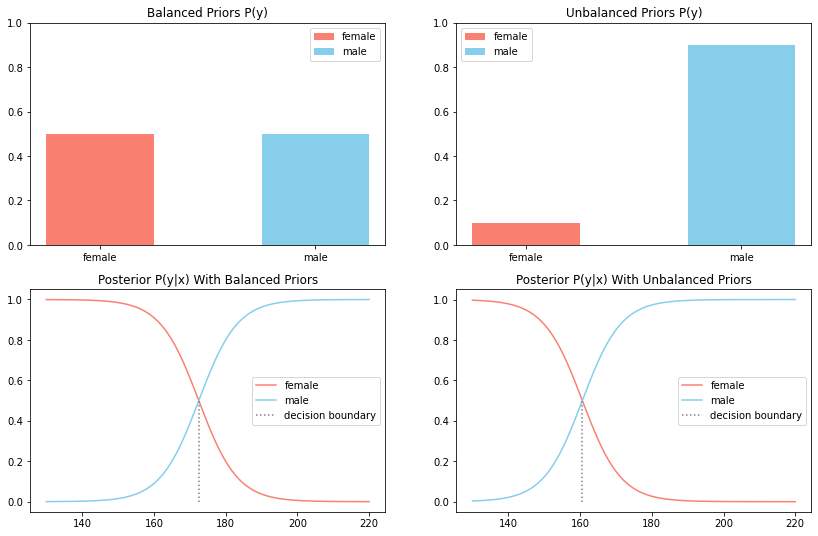 Balanced Priors P(y)
1.0
0.8
0.6
0.4
0.2
0.0
female
male
female
male
Unbalanced Priors P(y)
1.0
0.8
0.6
0.4
0.2
0.0
female
male
female
male
Posterior P(y|x) With Balanced Priors
1.0
0.8
0.6
0.4
0.2
0.0
female
male
decision boundary
140 160 180 200 220
Posterior P(y|x) With Unbalanced Priors
1.0
0.8
0.6
0.4
0.2
0.0
female
male
decision boundary
140 160 180 200 220